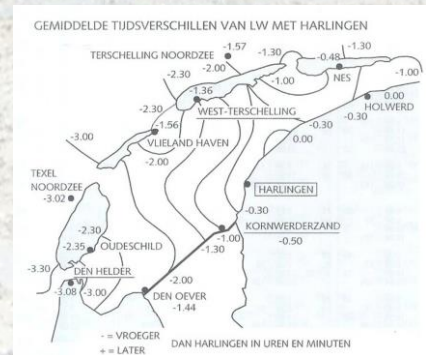 GEMIDDELDE TIJDSVERSCHILLEN VAN LW MET HARLINGEN
-1.57
TERSCHELLING NOORDZEE
-1.30
-0.48
-1.30
-2.00
-2.30
-1.00
NES
-1.00
-1.36
0.00
HOLWERD
-2.30
WEST-TERSCHELLING
-0.30
-0.30
-1.56
VLIELAND HAVEN
0.00
-3.00
-2.00
TEXEL
NOORDZEE
-3.02
HARLINGEN
-0.30
-2.30
-1.00
KORNWERDERZAND
-2.35
OUDESCHILD
-1.30
-0.50
-3.30
DEN HELDER
-2.00
-3.08
-3.00
DEN OEVER
-1.44
- = VROEGER
+ = LATER
DAN HARLINGEN IN UREN EN MINUTEN